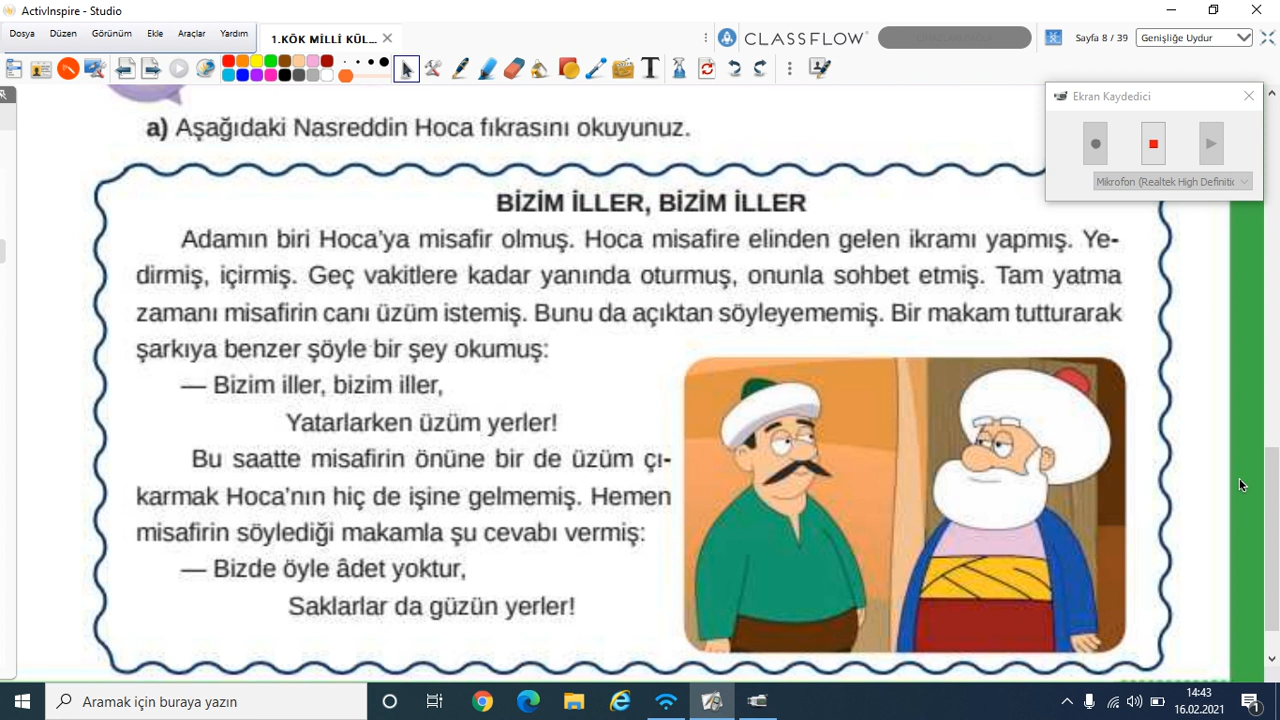 ActivInspire - Studio
Dosya Düzen Görünüm Ekle Araçlar Yardım
1.KÖK MİLLİ KÜL...
CLASSFLOW
Sayfa 8 / 39
Genişliğe Uydur
Ekran Kaydedici
Mikrofon (Realtek High Definitic
a) Aşağıdaki Nasreddin Hoca fıkrasını okuyunuz.
BİZİM İLLER, BİZİM İLLER
Adamın biri Hoca'ya misafir olmuş. Hoca misafire elinden gelen ikramı yapmış. Ye-
dirmiş, içirmiş. Geç vakitlere kadar yanında oturmuş, onunla sohbet etmiş. Tam yatma
zamanı misafirin canı üzüm istemiş. Bunu da açıktan söyleyememiş. Bir makam tutturarak
şarkıya benzer şöyle bir şey okumuş:
— Bizim iller, bizim iller,
Yatarlarken üzüm yerler!
Bu saatte misafirin önüne bir de üzüm çı-
karmak Hoca'nın hiç de işine gelmemiş. Hemen
misafirin söylediği makamla şu cevabı vermiş:
— Bizde öyle âdet yoktur,
Saklarlar da güzün yerler!
Aramak için buraya yazın
14:43
16.02.2021